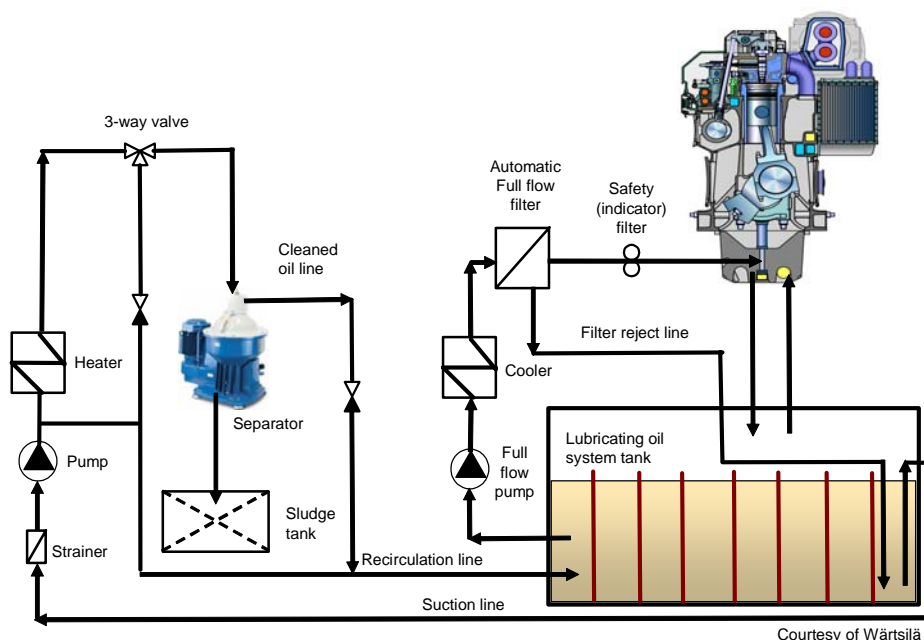 3-way valve
Cleaned
oil line
Heater
Separator
Pump
Sludge
tank
Strainer
Recirculation line
Suction line
Automatic
Full flow
filter
Safety
(indicator)
filter
Filter reject line
Cooler
Full
flow
pump
Lubricating oil
system tank
Courtesy of Wärtsilä